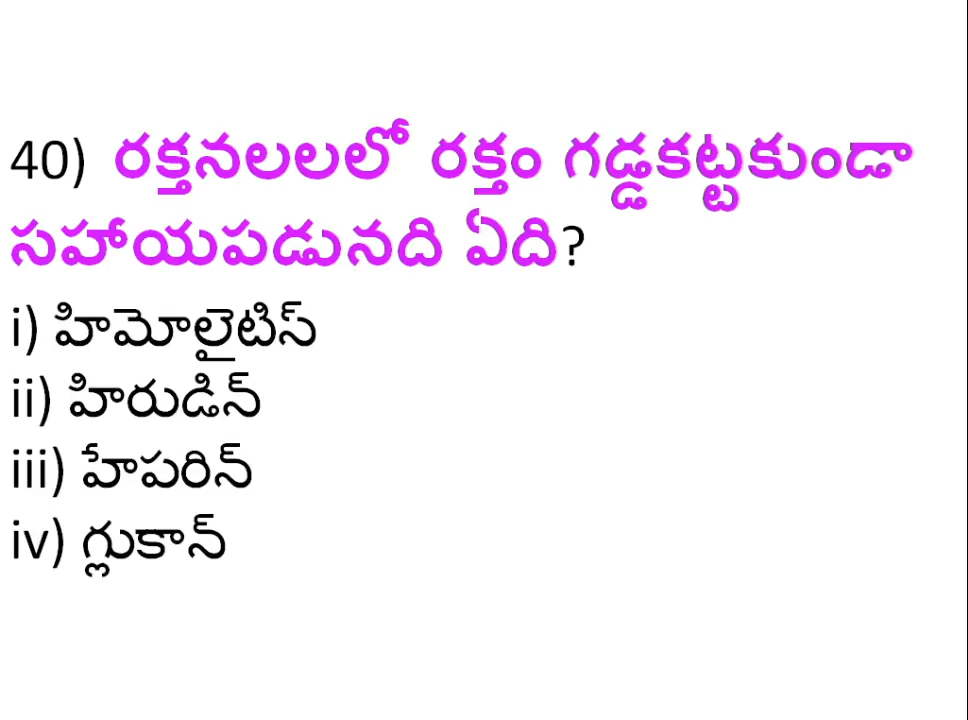 40) రక్తనలలలో రక్తం గడ్డకట్టకుండా
సహాయపడునది ఏది?
i) హిమోలైటిస్
ii) హిరుడిన్
iii) హేపరిన్
iv) గ్లుకాన్